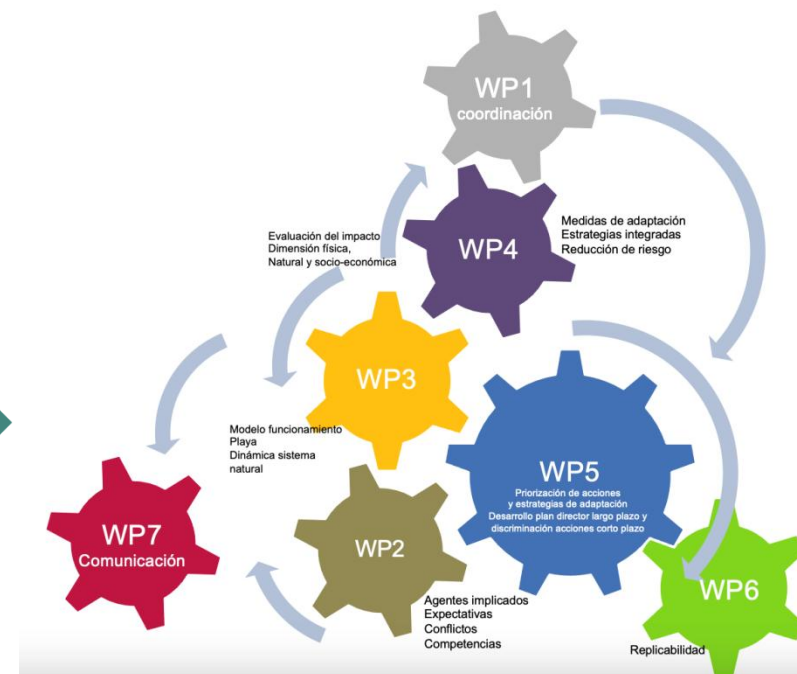 WP1
coordinación
Evaluación del impacto
Dimensión física,
Natural y socio-económica
WP4
Medidas de adaptación
Estrategias integradas
Reducción de riesgo
WP3
Modelo funcionamiento
Playa
Dinámica sistema
natural
WP5
Priorización de acciones
y estrategias de adaptación
Desarrollo plan director largo plazo y
discriminación acciones corto plazo
WP7
Comunicación
WP2
Agentes implicados
Expectativas
Conflictos
Competencias
WP6
Replicabilidad